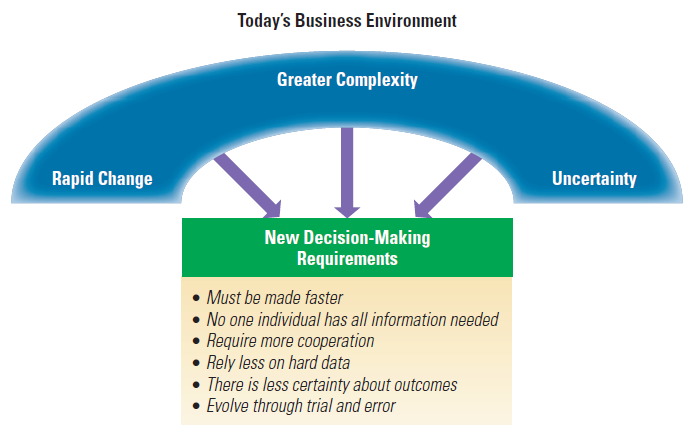 Today's Business Environment
Greater Complexity
Rapid Change
Uncertainty
New Decision-Making
Requirements
• Must be made faster
• No one individual has all information needed
• Require more cooperation
• Rely less on hard data
• There is less certainty about outcomes
• Evolve through trial and error